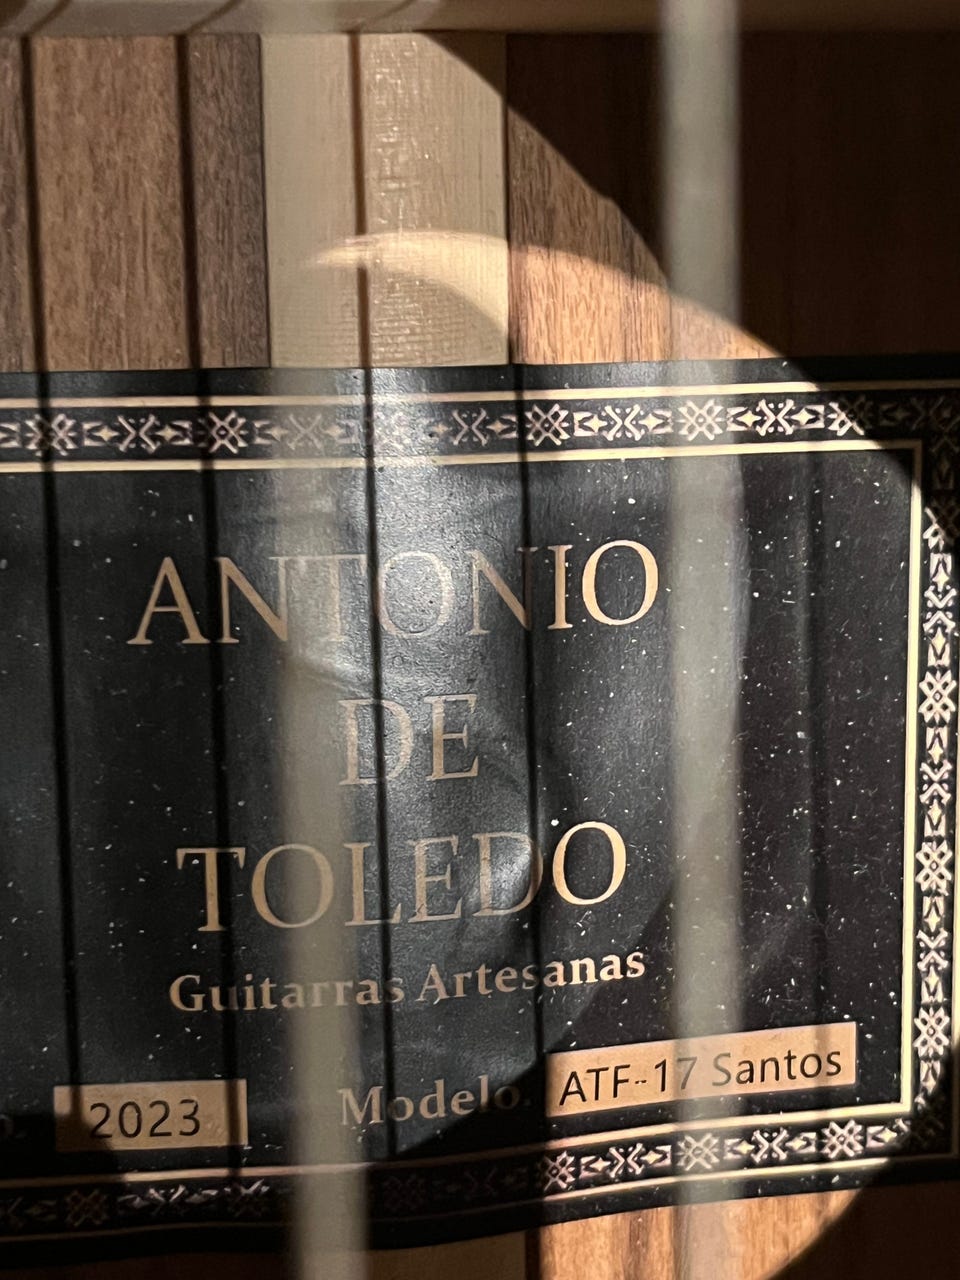 ANTONIO
DE
TOLEDO
Guitarras Artesanas
2023 Modelo. ATF-17 Santos